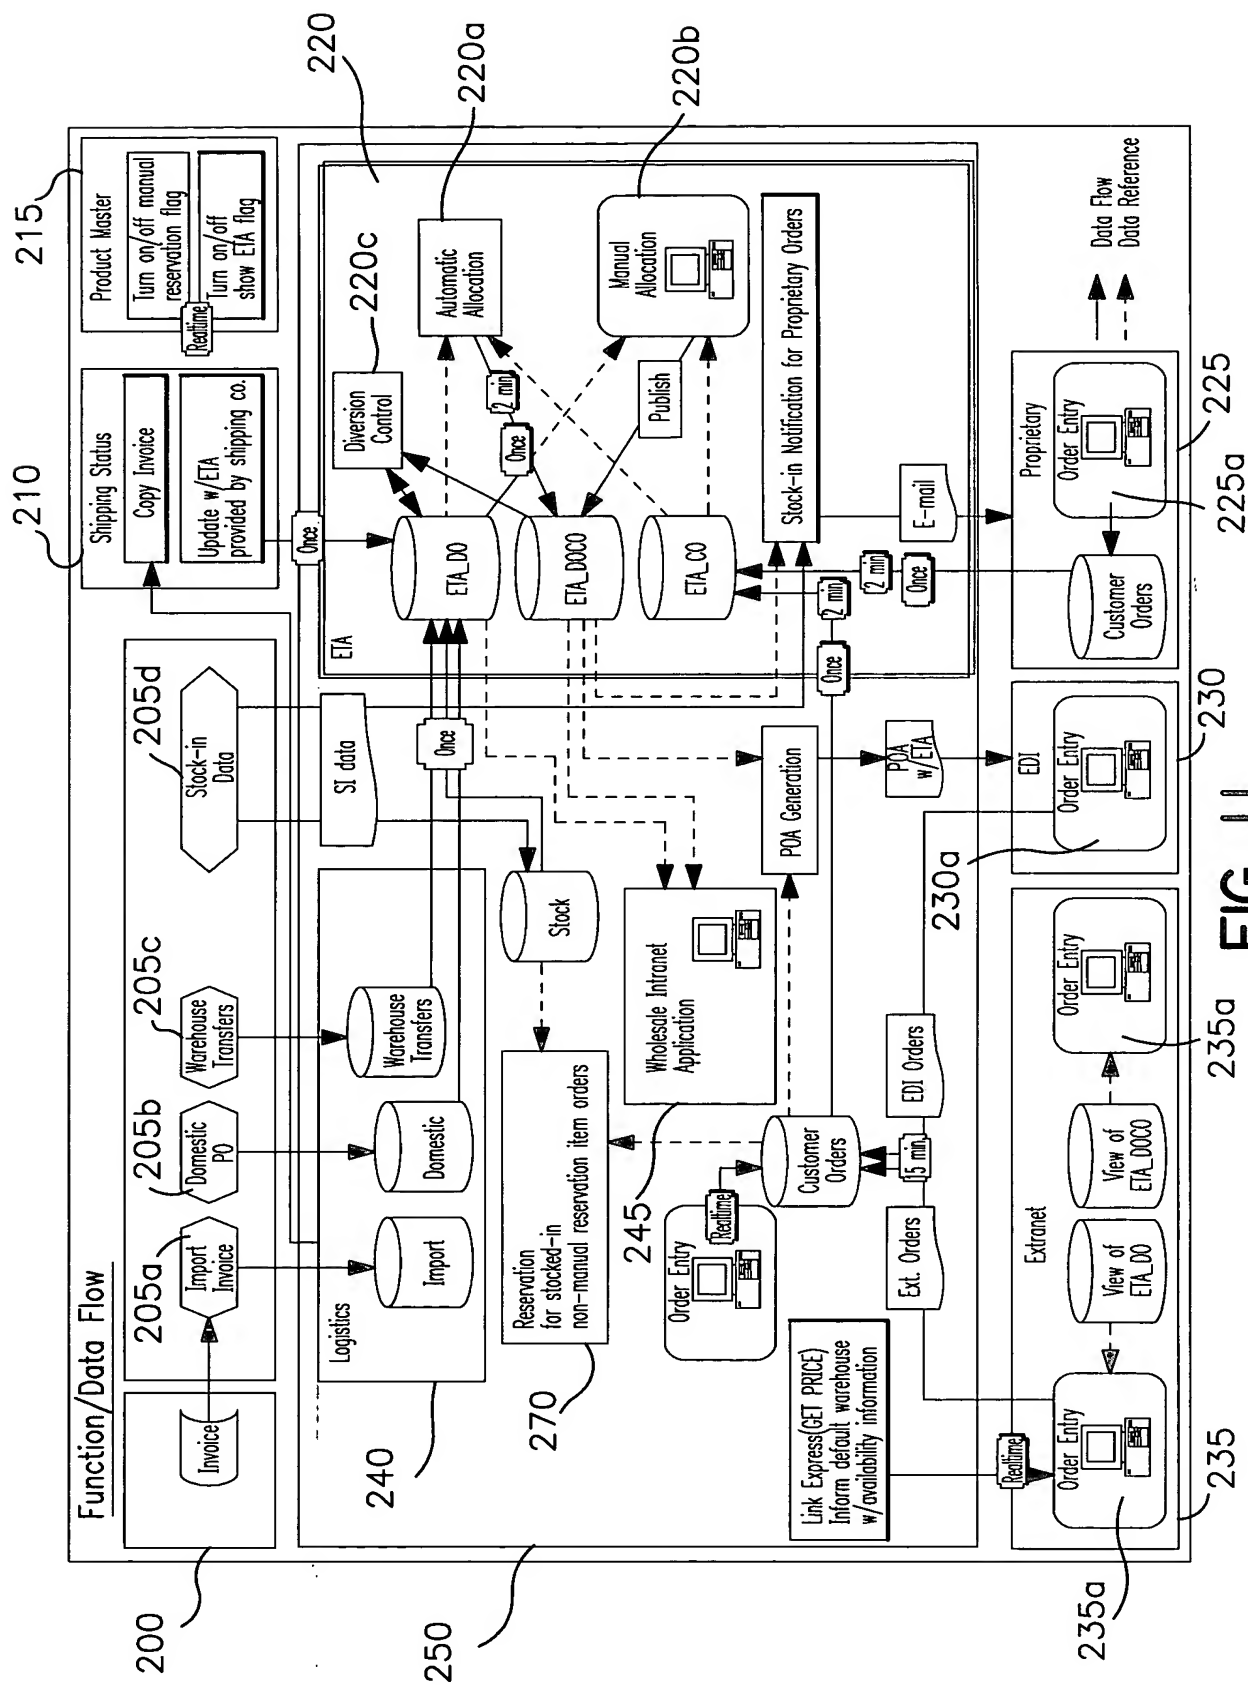 Function/Data Flow
200
Invoice
205a
Import
Invoice
205b
Domestic
PO
205c
Warehouse
Transfers
205d
Stock-in
Data
210
Shipping Status
Copy Invoice
Update w/ETA
provided by shipping co.
215
Product Master
Turn on/off manual
reservation flag
Realtime
Turn on/off
show ETA flag
Once
240
Logistics
Import
Domestic
Warehouse
Transfers
SI data
Once
Stock
220
ETA
ETA_DO
ETA_DOCO
ETA_CO
220c
Diversion
Control
220a
Automatic
Allocation
2 min
Once
220b
Manual
Allocation
Publish
Stock-in Notification for Proprietary Orders
270
Reservation
for stocked-in
non-manual reservation item orders
245
Wholesale Intranet
Application
POA Generation
Order Entry
Realtime
Customer
Orders
15 min
Once
2 min
2 min
Once
250
Link Express(GET PRICE)
Inform default warehouse
w/availability information
Ext. Orders
EDI Orders
POA
w/ETA
E-mail
Realtime
Extranet
Order Entry
235a
View of
ETA_DO
View of
ETA_DOCO
Order Entry
235a
235
EDI
Order Entry
230a
230
Proprietary
Customer
Orders
Order Entry
225a
225
Data Flow
Data Reference
FIG. 11